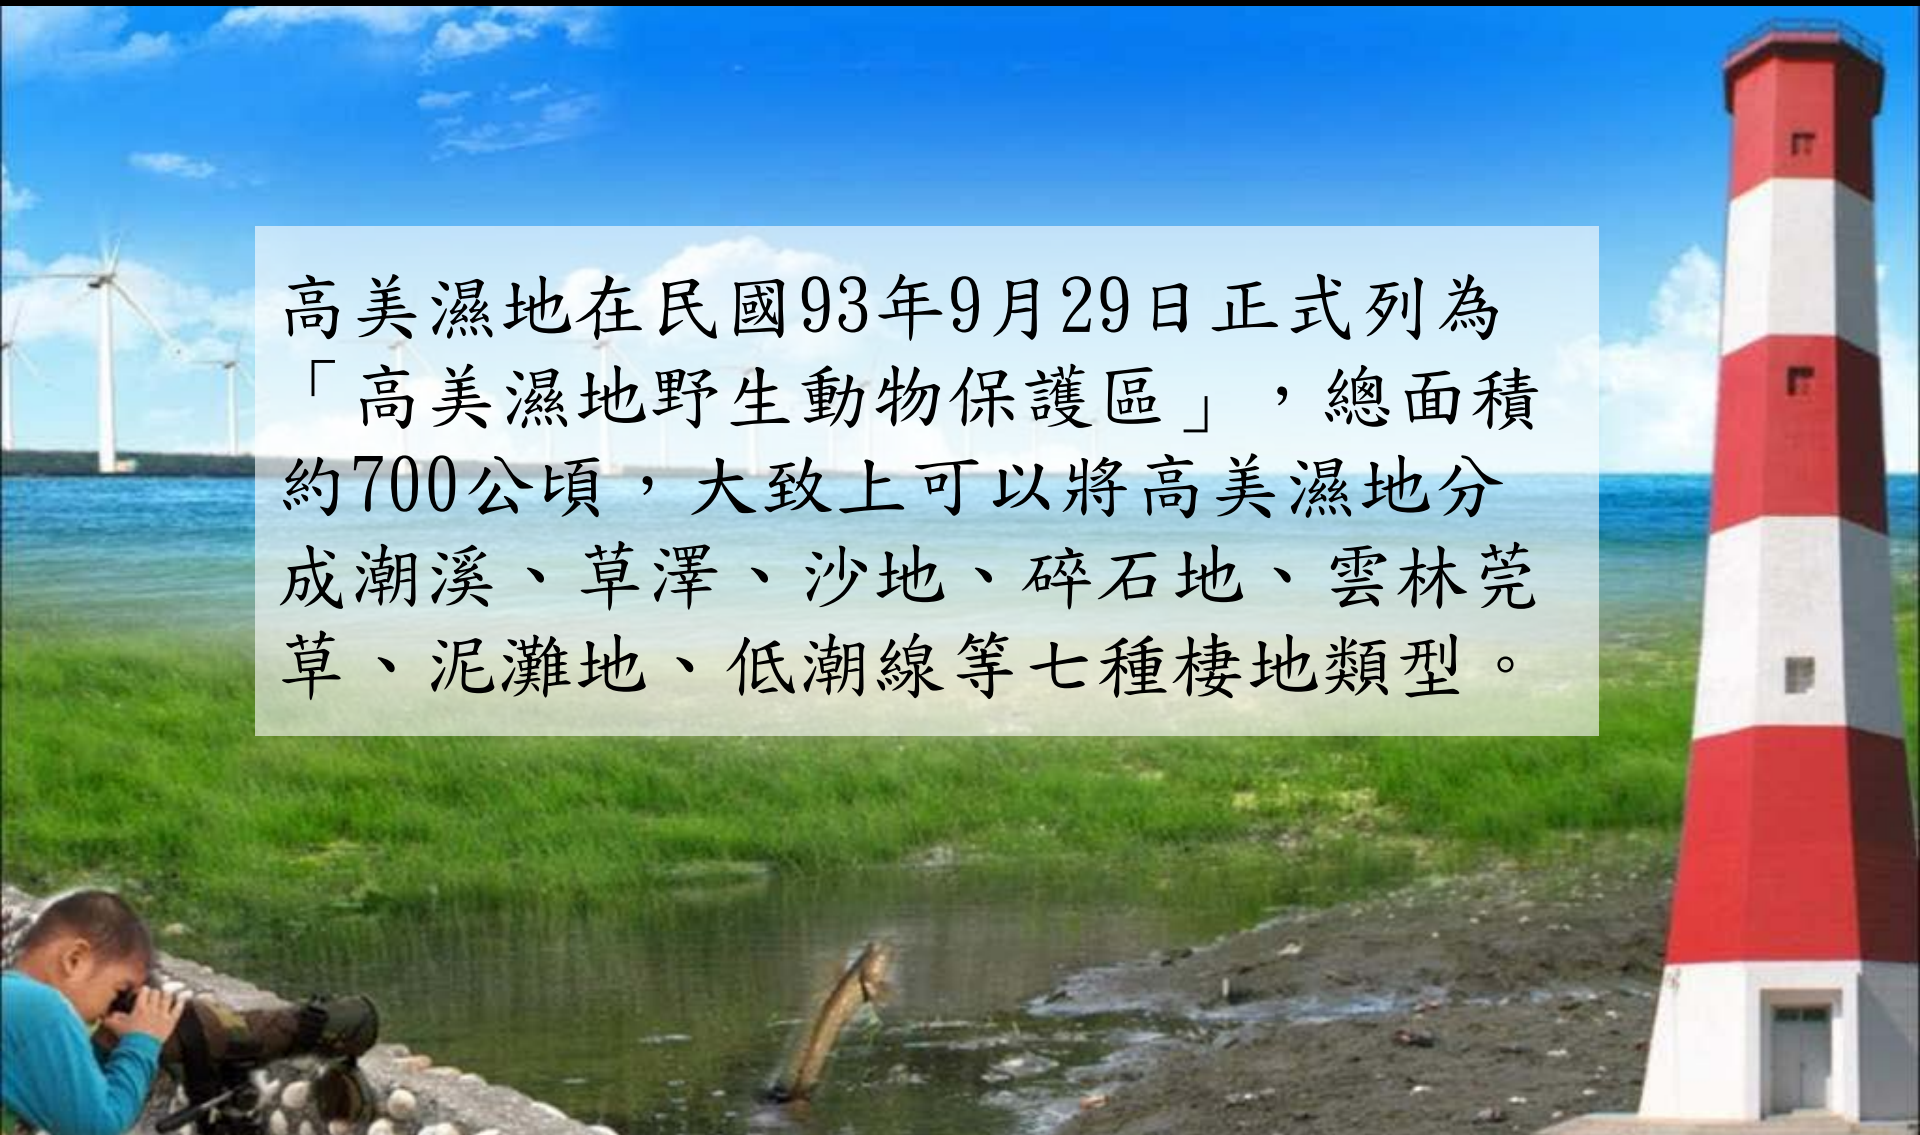 高美濕地在民國93年9月29日正式列為
「高美濕地野生動物保護區」，總面積
約700公頃，大致上可以將高美濕地分
成潮溪、草澤、沙地、碎石地、雲林莞
草、泥灘地、低潮線等七種棲地類型。